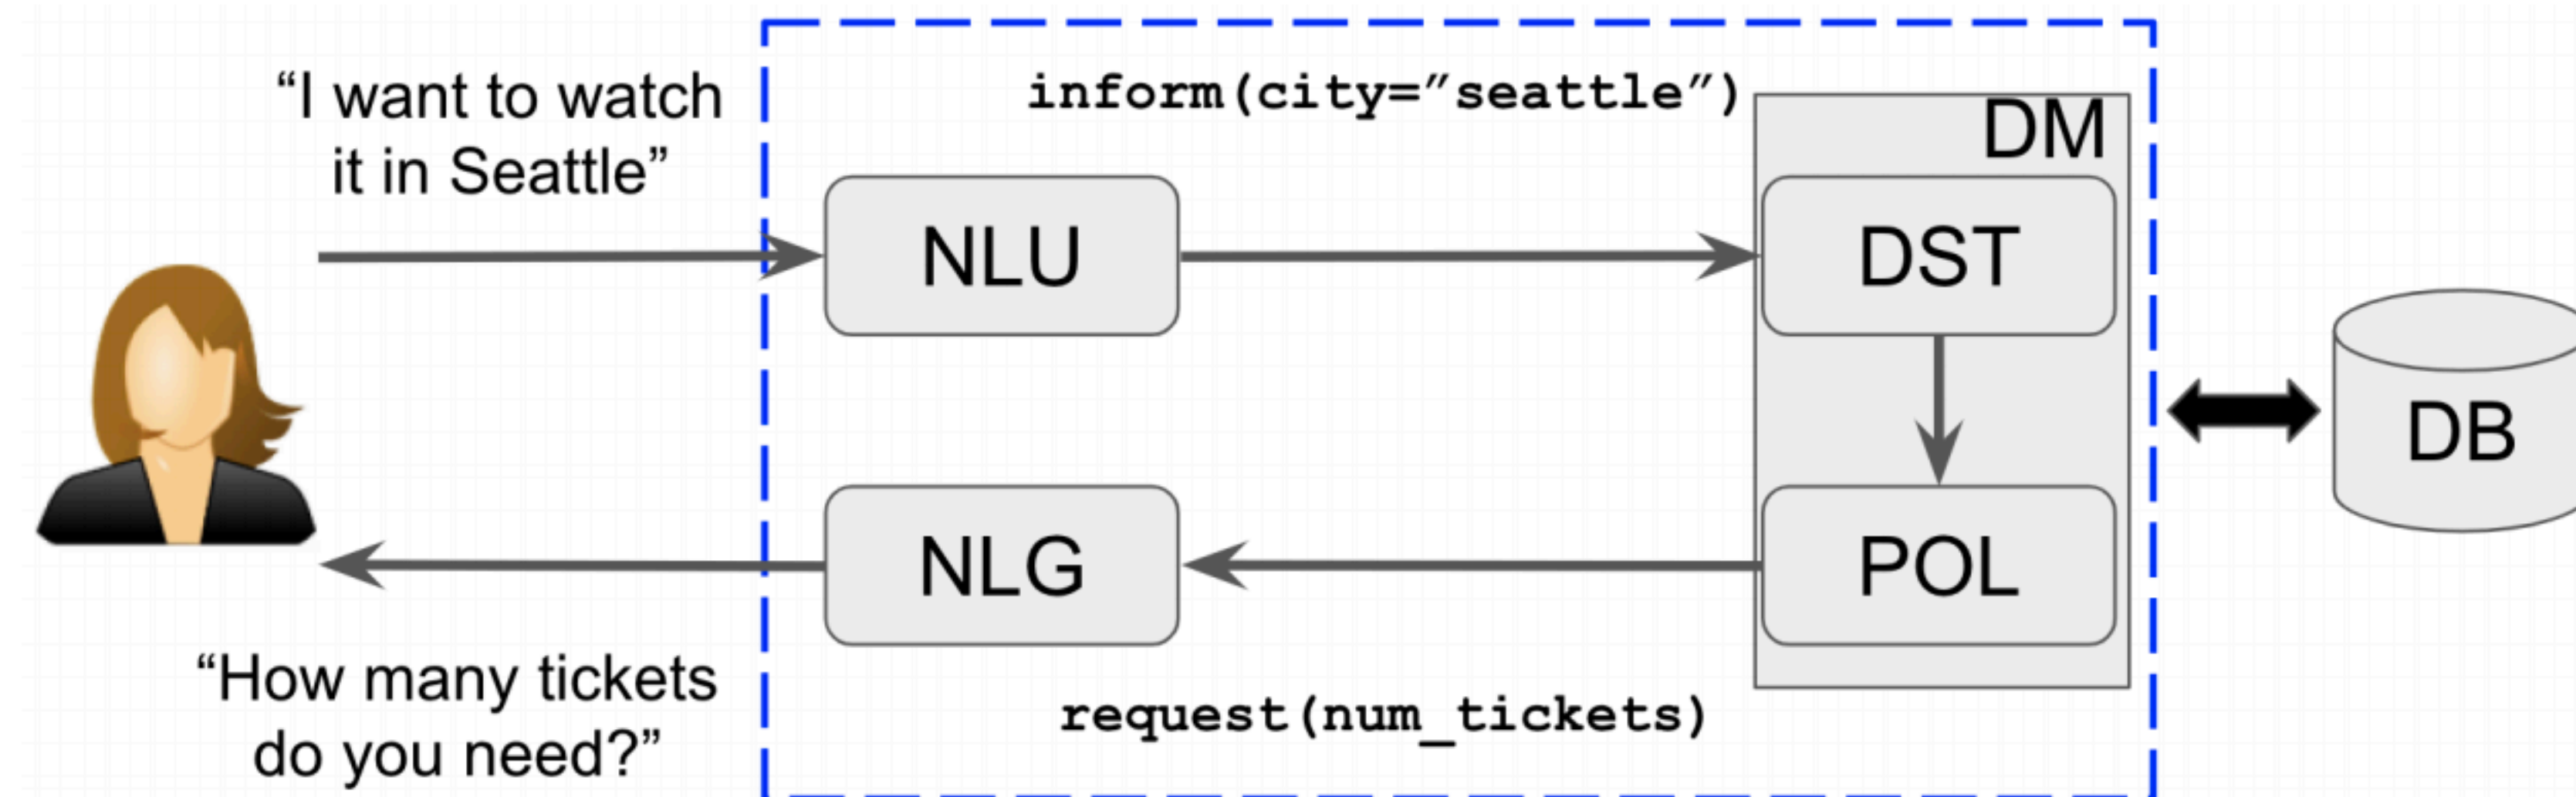 “I want to watch
it in Seattle”
inform(city=”seattle”)
DM
NLU
DST
DB
NLG
POL
“How many tickets
do you need?”
request(num_tickets)